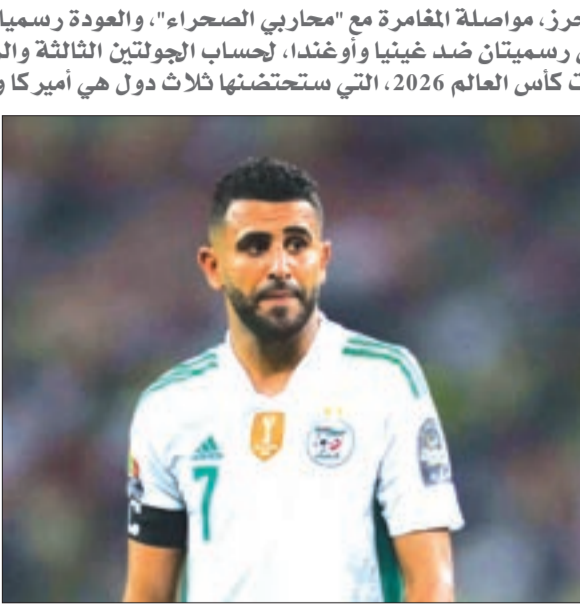 حرز، مواصلة المغامرة مع "محاربي الصحراء"، والعودة رسميا
رسميتان ضد غينيا وأوغندا، لحساب الجولتين الثالثة وال
ت كأس العالم 2026، التي ستحتضنها ثلاث دول هي أميركا و
7
C